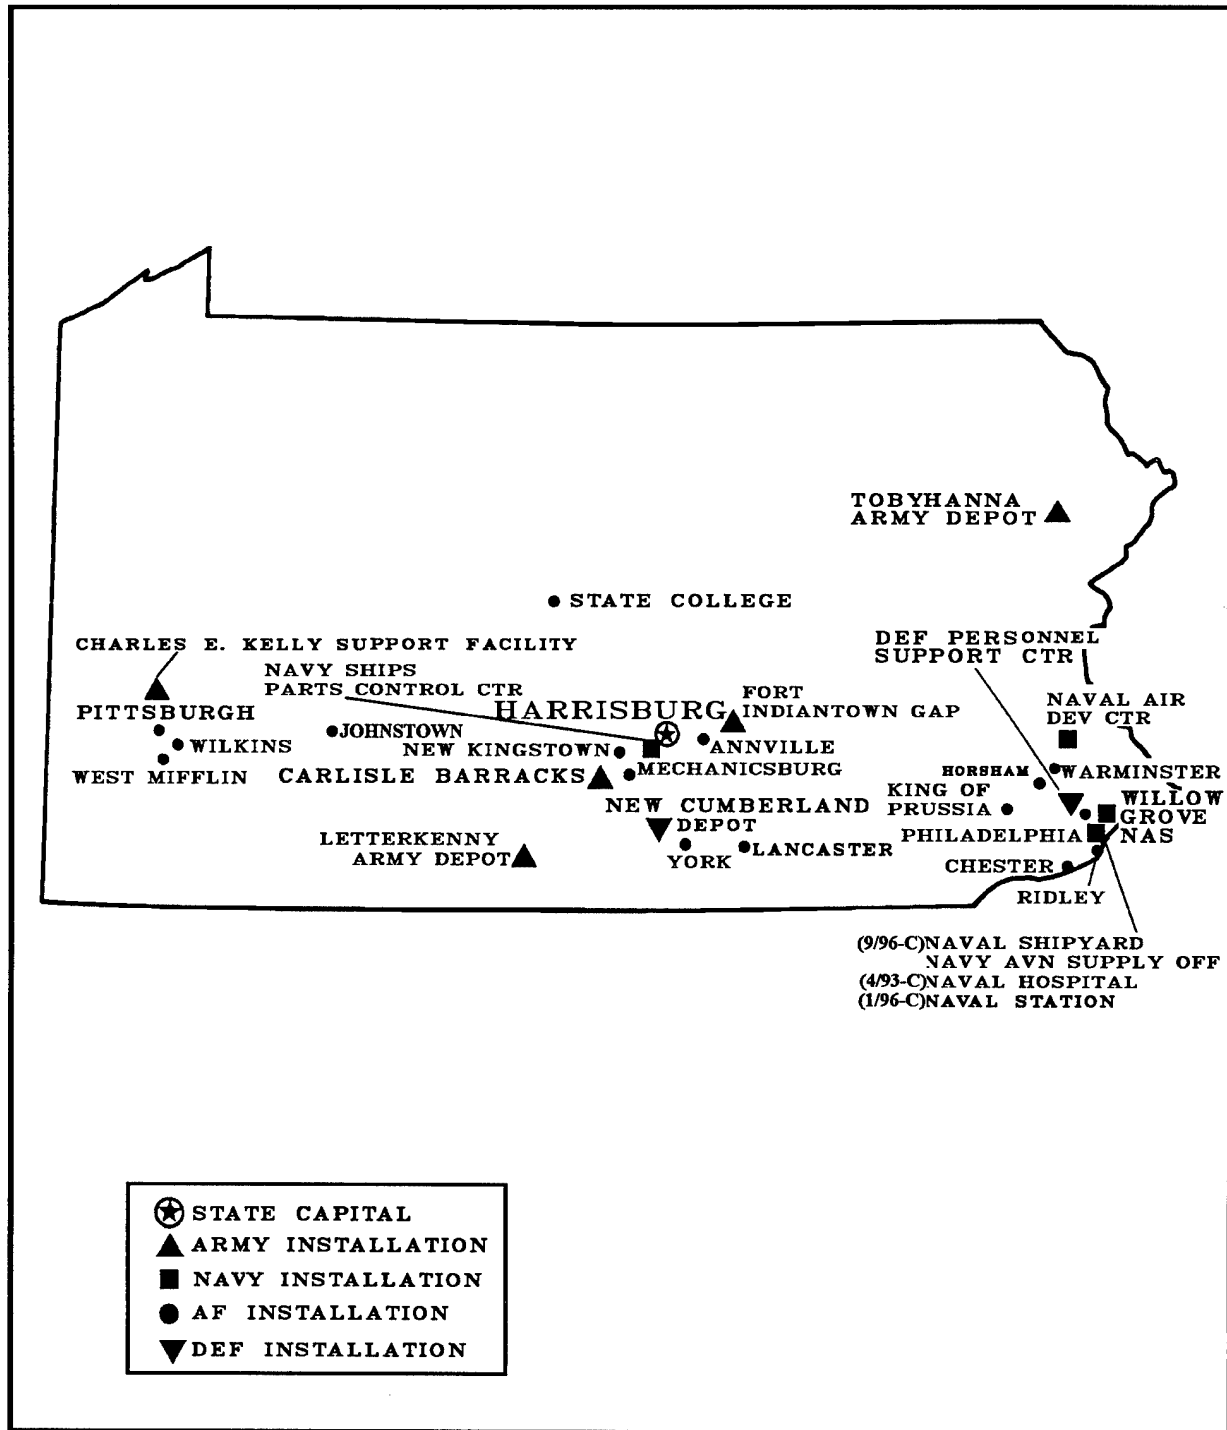 TOBYHANNA
ARMY DEPOT
STATE COLLEGE
CHARLES E. KELLY SUPPORT FACILITY
NAVY SHIPS
PARTS CONTROL CTR
DEF PERSONNEL
SUPPORT CTR
PITTSBURGH
HARRISBURG
FORT
INDIANTOWN GAP
NAVAL AIR
DEV CTR
WILKINS
JOHNSTOWN
NEW KINGSTOWN
ANNVILLE
WEST MIFFLIN
CARLISLE BARRACKS
MECHANICSBURG
HORSHAM
WARMINSTER
KING OF
PRUSSIA
WILLOW
GROVE
NAS
NEW CUMBERLAND
DEPOT
PHILADELPHIA
LETTERKENNY
ARMY DEPOT
YORK
LANCASTER
CHESTER
RIDLEY
(9/96-C)NAVAL SHIPYARD
NAVY AVN SUPPLY OFF
(4/93-C)NAVAL HOSPITAL
(1/96-C)NAVAL STATION
STATE CAPITAL
ARMY INSTALLATION
NAVY INSTALLATION
AF INSTALLATION
DEF INSTALLATION